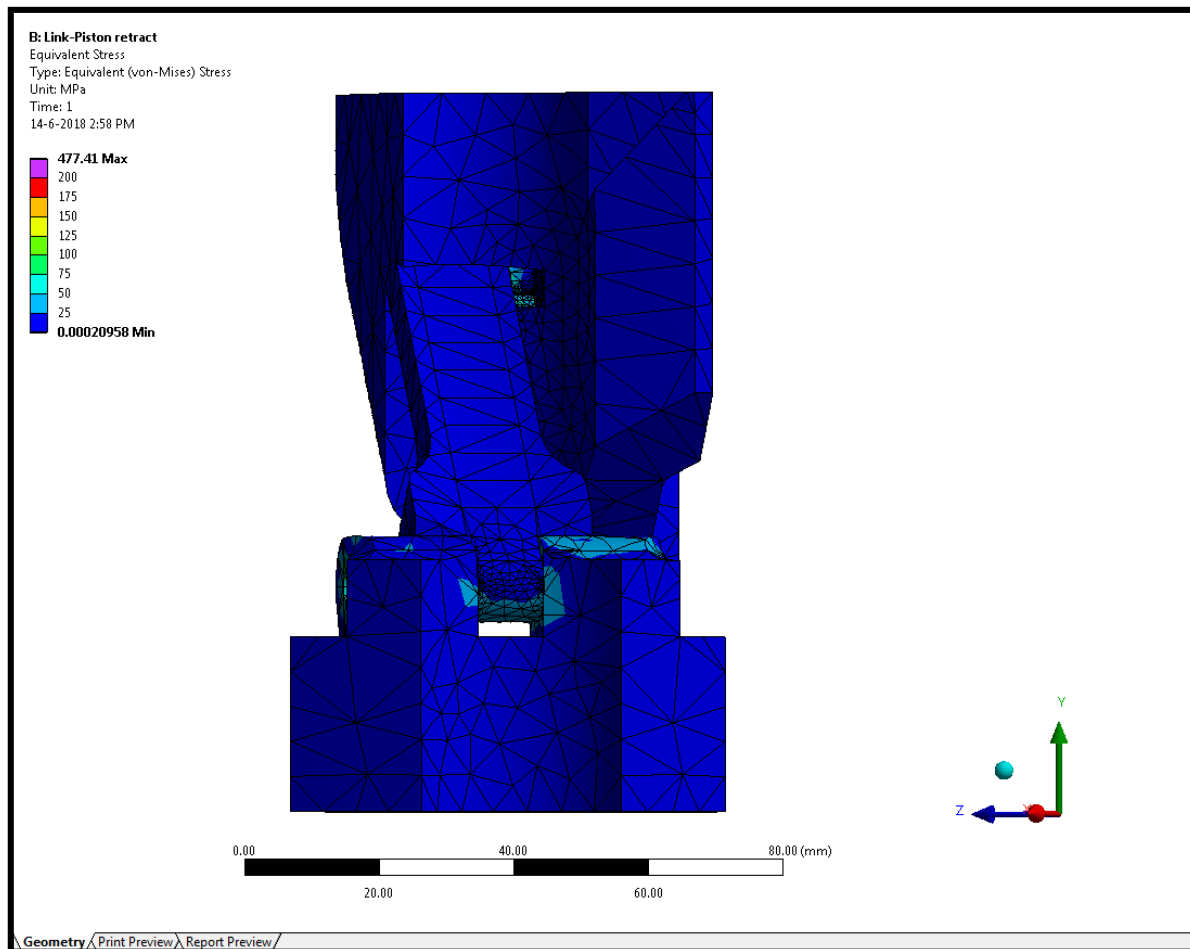 B: Link-Piston retract
Equivalent Stress
Type: Equivalent (von-Mises) Stress
Unit: MPa
Time: 1
14-6-2018 2:58 PM
477.41 Max
200
175
150
125
100
75
50
25
0.00020958 Min
Y
Z
X
0.00 40.00 80.00 (mm)
20.00 60.00
Geometry Print Preview Report Preview